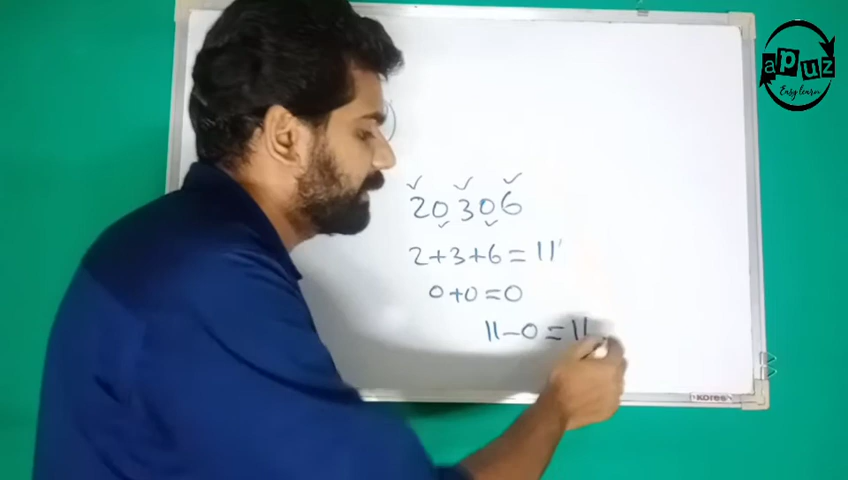 apuz
Easy learn
)
20306
2+3+6=11
0+0=0
11-0=11
KORES